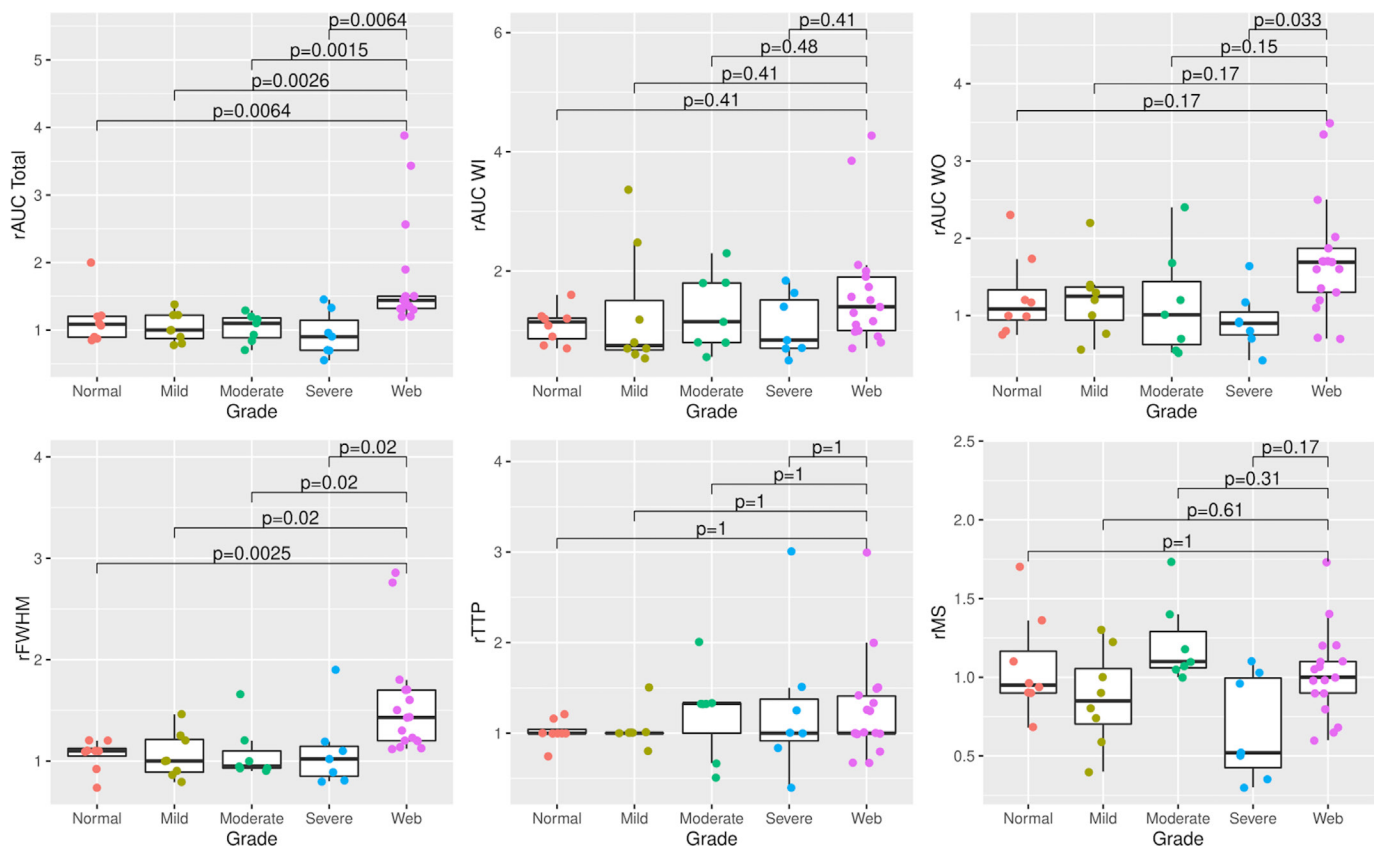 rAUC Total
5
4
3
2
1
p=0.0064
p=0.0015
p=0.0026
p=0.0064
Normal Mild Moderate Severe Web
Grade
rAUC WI
6
4
2
p=0.41
p=0.48
p=0.41
p=0.41
Normal Mild Moderate Severe Web
Grade
rAUC WO
4
3
2
1
p=0.033
p=0.15
p=0.17
p=0.17
Normal Mild Moderate Severe Web
Grade
rFWHM
4
3
2
1
p=0.02
p=0.02
p=0.02
p=0.0025
Normal Mild Moderate Severe Web
Grade
rTTP
4
3
2
1
p=1
p=1
p=1
p=1
Normal Mild Moderate Severe Web
Grade
rMS
2.5
2.0
1.5
1.0
0.5
p=0.17
p=0.31
p=0.61
p=1
Normal Mild Moderate Severe Web
Grade